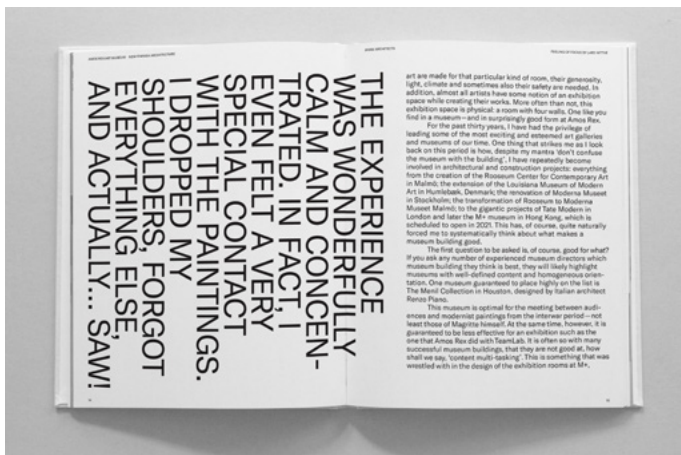 THE EXPERIENCE
WAS WONDERFULLY
CALM AND CONCEN-
TRATED. IN FACT, I
EVEN FELT A VERY
SPECIAL CONTACT
WITH THE PAINTINGS.
I DROPPED MY
SHOULDERS, FORGOT
EVERYTHING ELSE,
AND ACTUALLY... SAW!
art are made for that particular kind of room, their generosity,
light, climate and sometimes also their safety are needed. In
addition, almost all artists have some notion of an exhibition
space while creating their works. More often than not, this
exhibition space is physical: a room with four walls. One like you
find in a museum – and in surprisingly good form at Amos Rex.
For the past thirty years, I have had the privilege of
leading some of the most exciting and esteemed art galleries
and museums of our time. One thing that strikes me as I look
back on this period is how, despite my mantra 'don't confuse
the museum with the building', I have repeatedly become
involved in architectural and construction projects: everything
from the creation of the Rooseum Center for Contemporary Art
in Malmö; the extension of the Louisiana Museum of Modern
Art in Humlebæk, Denmark; the renovation of Moderna Museet
in Stockholm; the transformation of Rooseum to Moderna
Museet Malmö; to the gigantic projects of Tate Modern in
London and later the M+ museum in Hong Kong, which is
scheduled to open in 2021. This has, of course, quite naturally
forced me to systematically think about what makes a
museum building good.
The first question to be asked is, of course, good for what?
If you ask any number of experienced museum directors which
museum building they think is best, they will likely highlight
museums with well-defined content and homogeneous orien-
tation. One museum guaranteed to place highly on the list is
The Menil Collection in Houston, designed by Italian architect
Renzo Piano.
This museum is optimal for the meeting between audi-
ences and modernist paintings from the interwar period – not
least those of Magritte himself. At the same time, however, it is
guaranteed to be less effective for an exhibition such as the
one that Amos Rex did with TeamLab. It is often so with many
successful museum buildings, that they are not good at, how
shall we say, 'content multi-tasking'. This is something that was
wrestled with in the design of the exhibition rooms at M+,